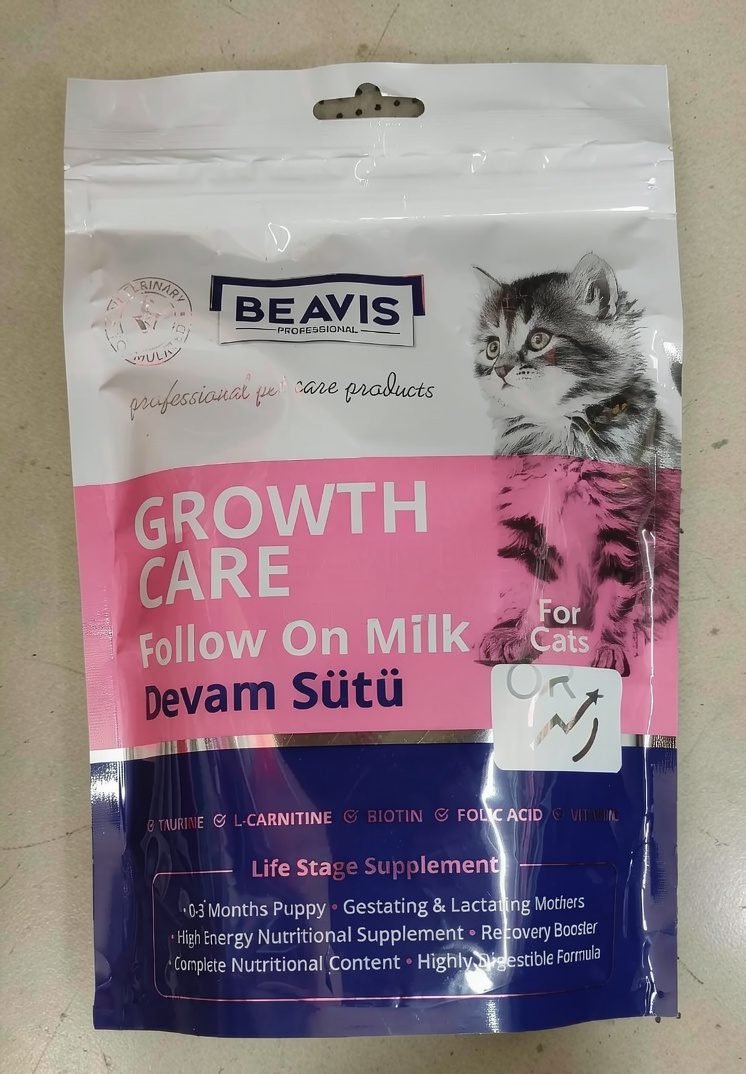 BEAVIS
PROFESSIONAL
professional pet care products
GROWTH
CARE
Follow On Milk
Devam Sütü
For
Cats
TAURINE L-CARNITINE BIOTIN FOLIC ACID
Life Stage Supplement
• 0-3 Months Puppy • Gestating & Lactating Mothers
• High Energy Nutritional Supplement • Recovery Booster
Complete Nutritional Content • Highly Digestible Formula